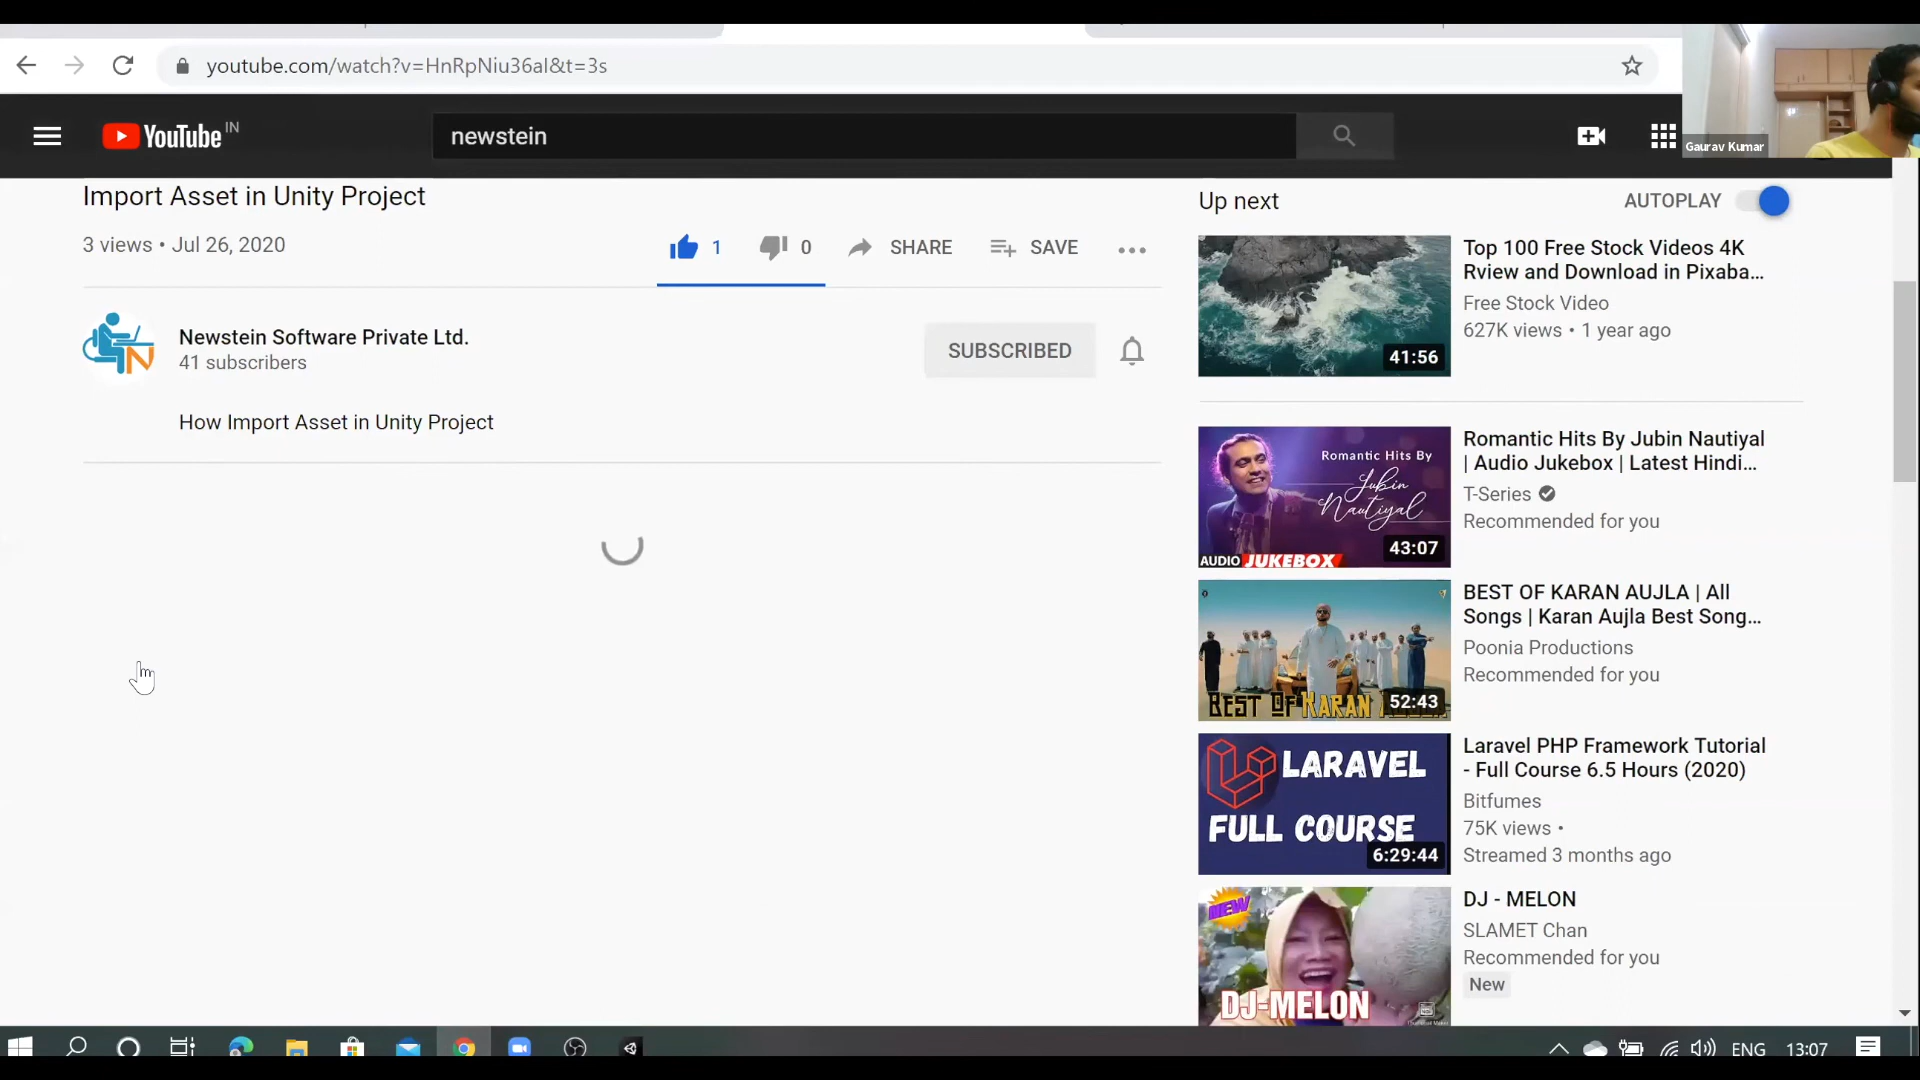 youtube.com/watch?v=HnRpNiu36aI&t=3s
YouTube IN
newstein
Gaurav Kumar
Import Asset in Unity Project
3 views • Jul 26, 2020
1
0
SHARE
SAVE
Newstein Software Private Ltd.
41 subscribers
SUBSCRIBED
How Import Asset in Unity Project
Up next
AUTOPLAY
41:56
Top 100 Free Stock Videos 4K
Rview and Download in Pixaba...
Free Stock Video
627K views • 1 year ago
Romantic Hits By
Jubin
Nautiyal
AUDIO JUKEBOX
43:07
Romantic Hits By Jubin Nautiyal
| Audio Jukebox | Latest Hindi...
T-Series
Recommended for you
BEST OF KARAN
52:43
BEST OF KARAN AUJLA | All
Songs | Karan Aujla Best Song...
Poonia Productions
Recommended for you
LARAVEL
FULL COURSE
6:29:44
Laravel PHP Framework Tutorial
- Full Course 6.5 Hours (2020)
Bitfumes
75K views •
Streamed 3 months ago
NEW
DJ-MELON
DJ - MELON
SLAMET Chan
Recommended for you
New
ENG
13:07